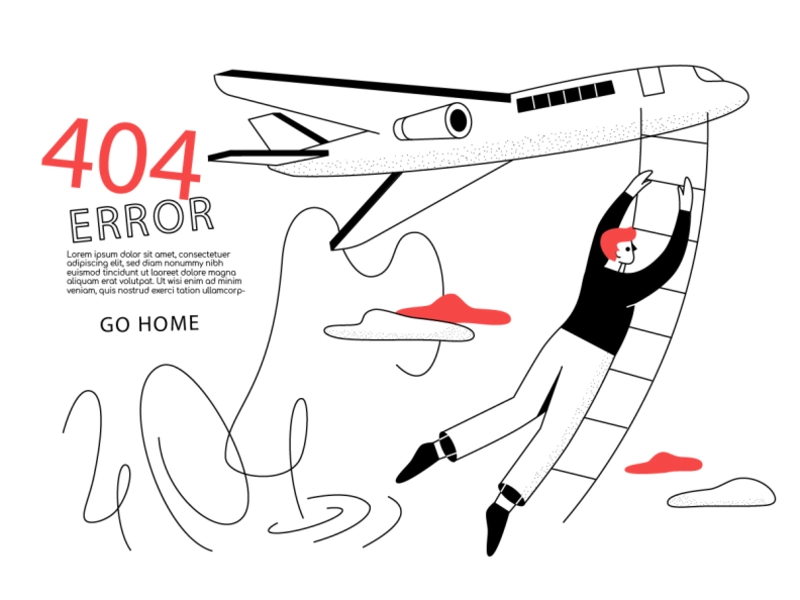 404
ERROR
Lorem ipsum dolor sit amet, consectetuer
adipiscing elit, sed diam nonummy nibh
euismod tincidunt ut laoreet dolore magna
aliquam erat volutpat. Ut wisi enim ad minim
veniam, quis nostrud exerci tation ullamcorp-
GO HOME
404